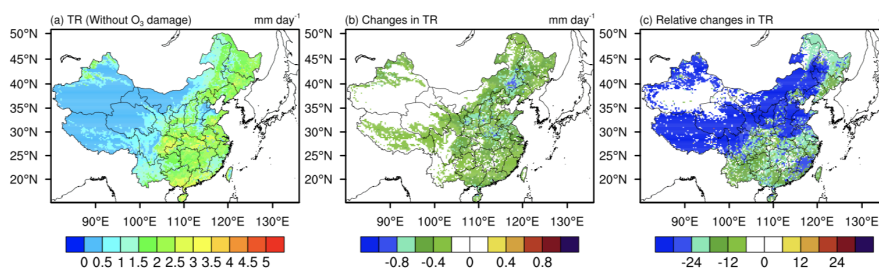 (a) TR (Without O₃ damage) mm day⁻¹
(b) Changes in TR mm day⁻¹
(c) Relative changes in TR
50°N 50°N 50°N
45°N 45°N 45°N
40°N 40°N 40°N
35°N 35°N 35°N
30°N 30°N 30°N
25°N 25°N 25°N
20°N 20°N 20°N
90°E 100°E 110°E 120°E 130°E 90°E 100°E 110°E 120°E 130°E 90°E 100°E 110°E 120°E 130°E
0 0.5 1 1.5 2 2.5 3 3.5 4 4.5 5 -0.8 -0.4 0 0.4 0.8 -24 -12 0 12 24